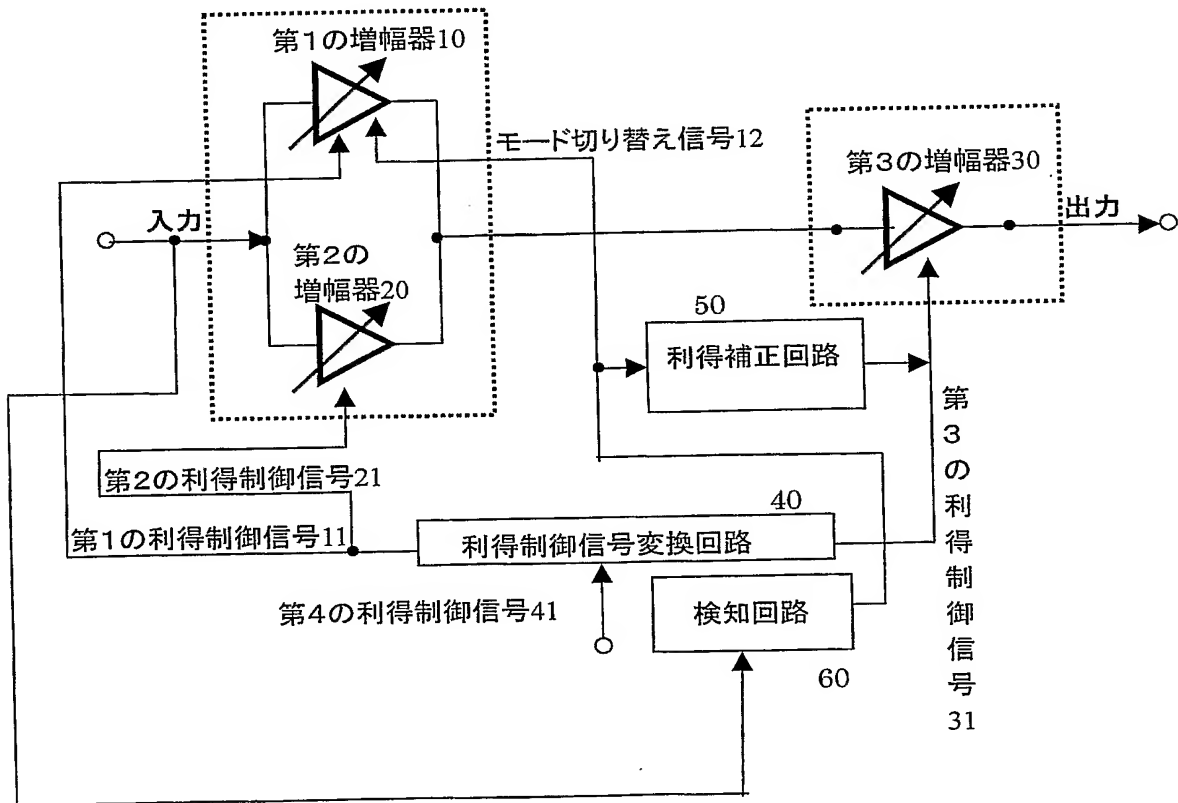 第1の増幅器10
モード切り替え信号12
第3の増幅器30
入力
出力
第2の
増幅器20
50
利得補正回路
第3の利得制御信号31
第2の利得制御信号21
第1の利得制御信号11
40
利得制御信号変換回路
第4の利得制御信号41
検知回路
60